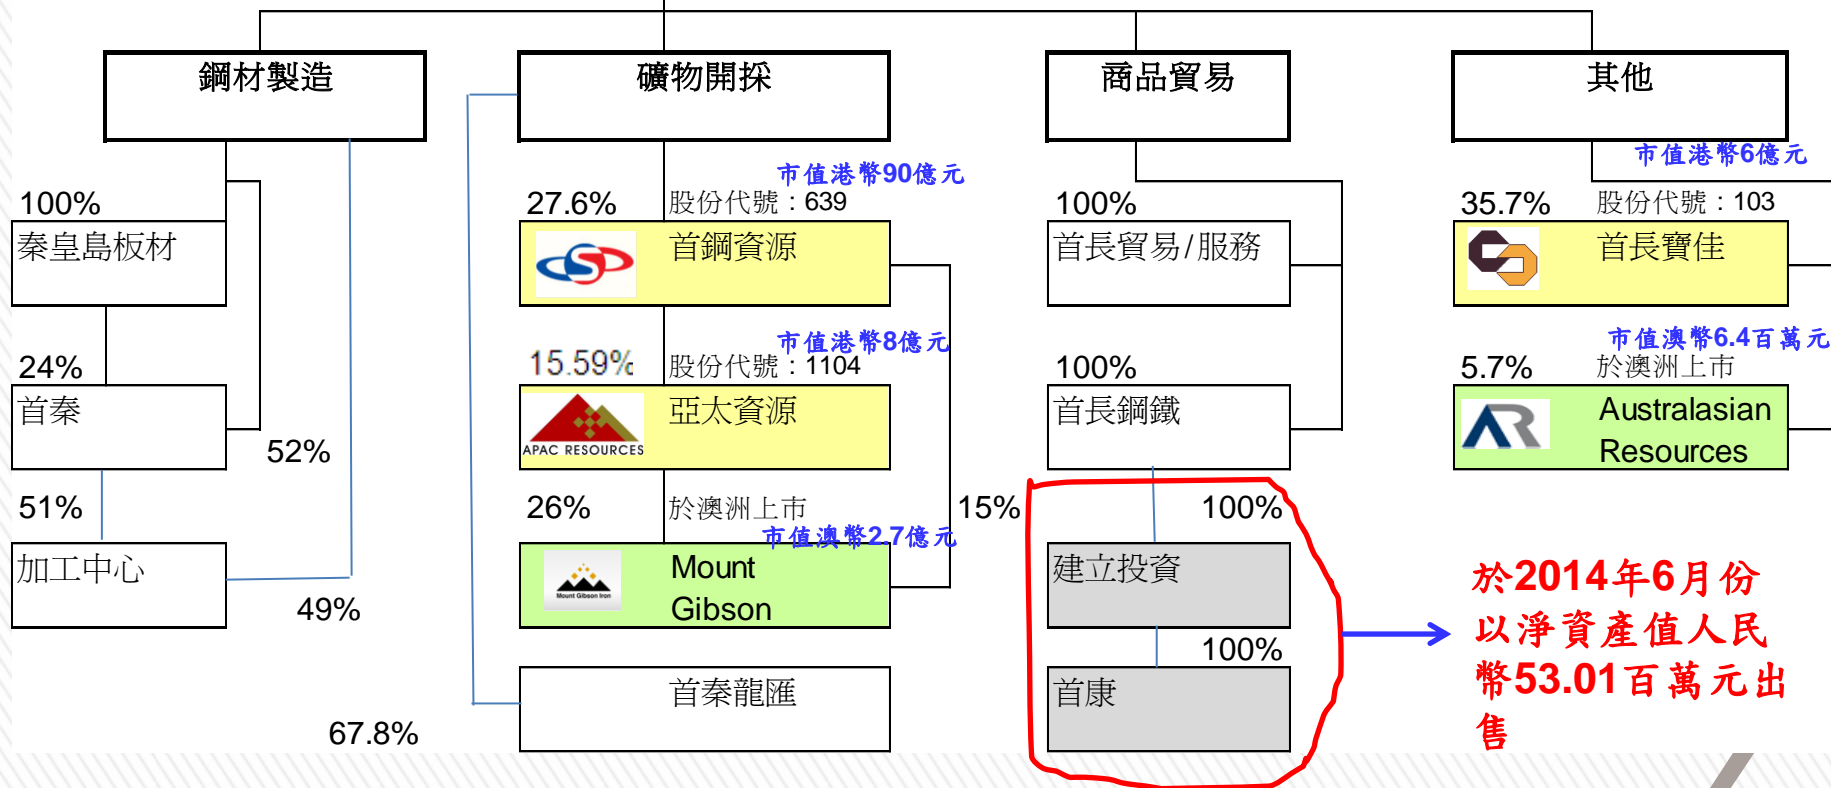 鋼材製造
礦物開採
商品貿易
其他
100%
秦皇島板材
24%
首秦
52%
51%
加工中心
49%
市值港幣90億元
27.6%
股份代號：639
首鋼資源
市值港幣8億元
15.59%
股份代號：1104
亞太資源
APAC RESOURCES
26%
於澳洲上市
15%
市值澳幣2.7億元
Mount
Gibson
Mount Gibson Iron
首秦龍匯
67.8%
100%
首長貿易/服務
100%
首長鋼鐵
100%
建立投資
100%
首康
市值港幣6億元
35.7%
股份代號：103
首長寶佳
市值澳幣6.4百萬元
5.7%
於澳洲上市
AR
Australasian
Resources
於2014年6月份
以淨資產值人民
幣53.01百萬元出
售